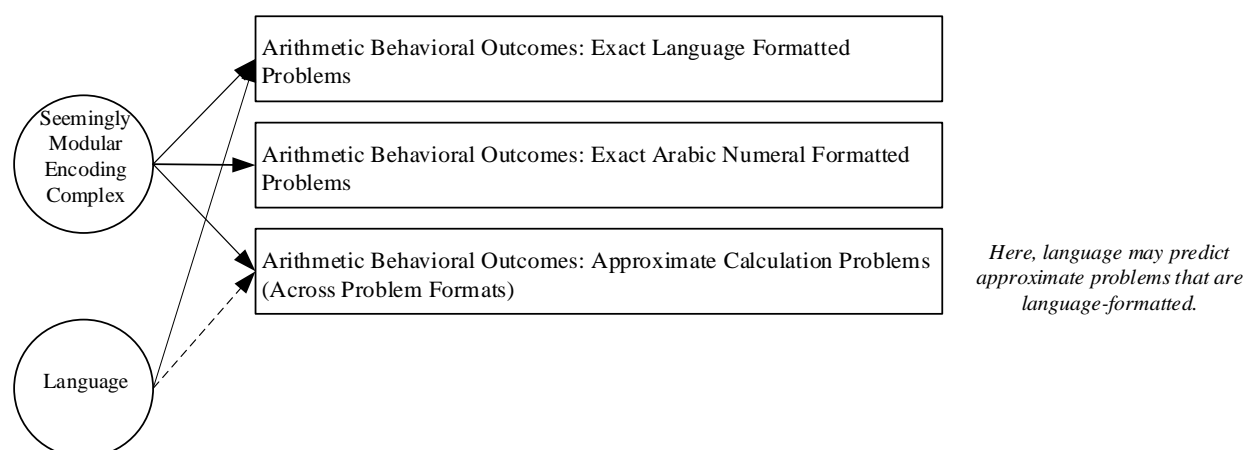 Seemingly
Modular
Encoding
Complex
Language
Arithmetic Behavioral Outcomes: Exact Language Formatted
Problems
Arithmetic Behavioral Outcomes: Exact Arabic Numeral Formatted
Problems
Arithmetic Behavioral Outcomes: Approximate Calculation Problems
(Across Problem Formats)
Here, language may predict
approximate problems that are
language-formatted.